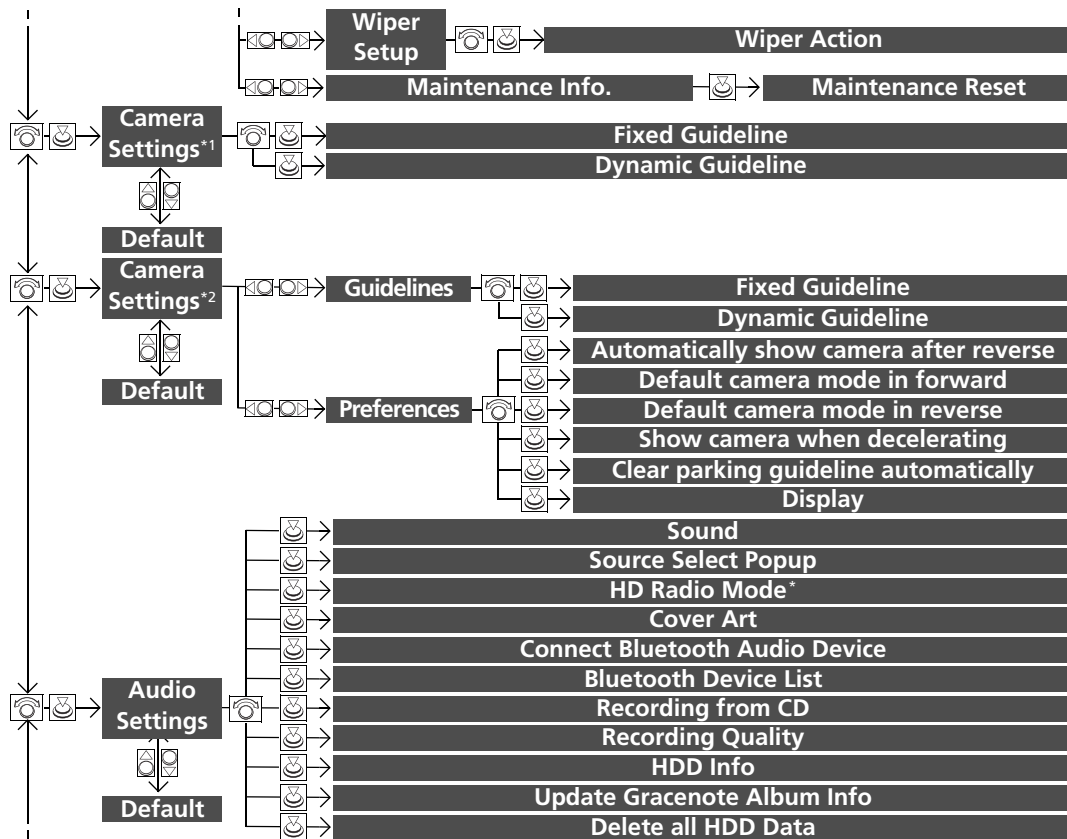 Wiper
Setup
Wiper Action
Maintenance Info.
Maintenance Reset
Camera
Settings*1
Fixed Guideline
Dynamic Guideline
Default
Camera
Settings*2
Guidelines
Fixed Guideline
Dynamic Guideline
Default
Preferences
Automatically show camera after reverse
Default camera mode in forward
Default camera mode in reverse
Show camera when decelerating
Clear parking guideline automatically
Display
Audio
Settings
Sound
Source Select Popup
HD Radio Mode*
Cover Art
Connect Bluetooth Audio Device
Bluetooth Device List
Recording from CD
Recording Quality
HDD Info
Update Gracenote Album Info
Delete all HDD Data
Default